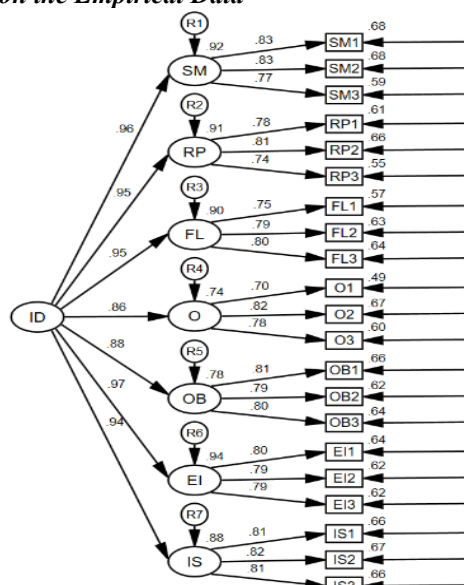 on the Empirical Data
R1
.68
.92 .83 SM1
.68
SM .83 SM2
.59
.77 SM3
.96
R2
.61
.91 .78 RP1
.66
RP .81 RP2
.55
.74 RP3
.95
R3
.57
.90 .75 FL1
.63
FL .79 FL2
.64
.80 FL3
.95
R4
.49
.74 .70 O1
.67
ID .86 O .82 O2
.60
.78 O3
.88
R5
.66
.78 .81 OB1
.62
OB .79 OB2
.64
.80 OB3
.97
.94
R6
.64
.94 .80 EI1
.62
EI .79 EI2
.62
.79 EI3
R7
.66
.88 .81 IS1
.67
IS .82 IS2
.66
.81 IS3